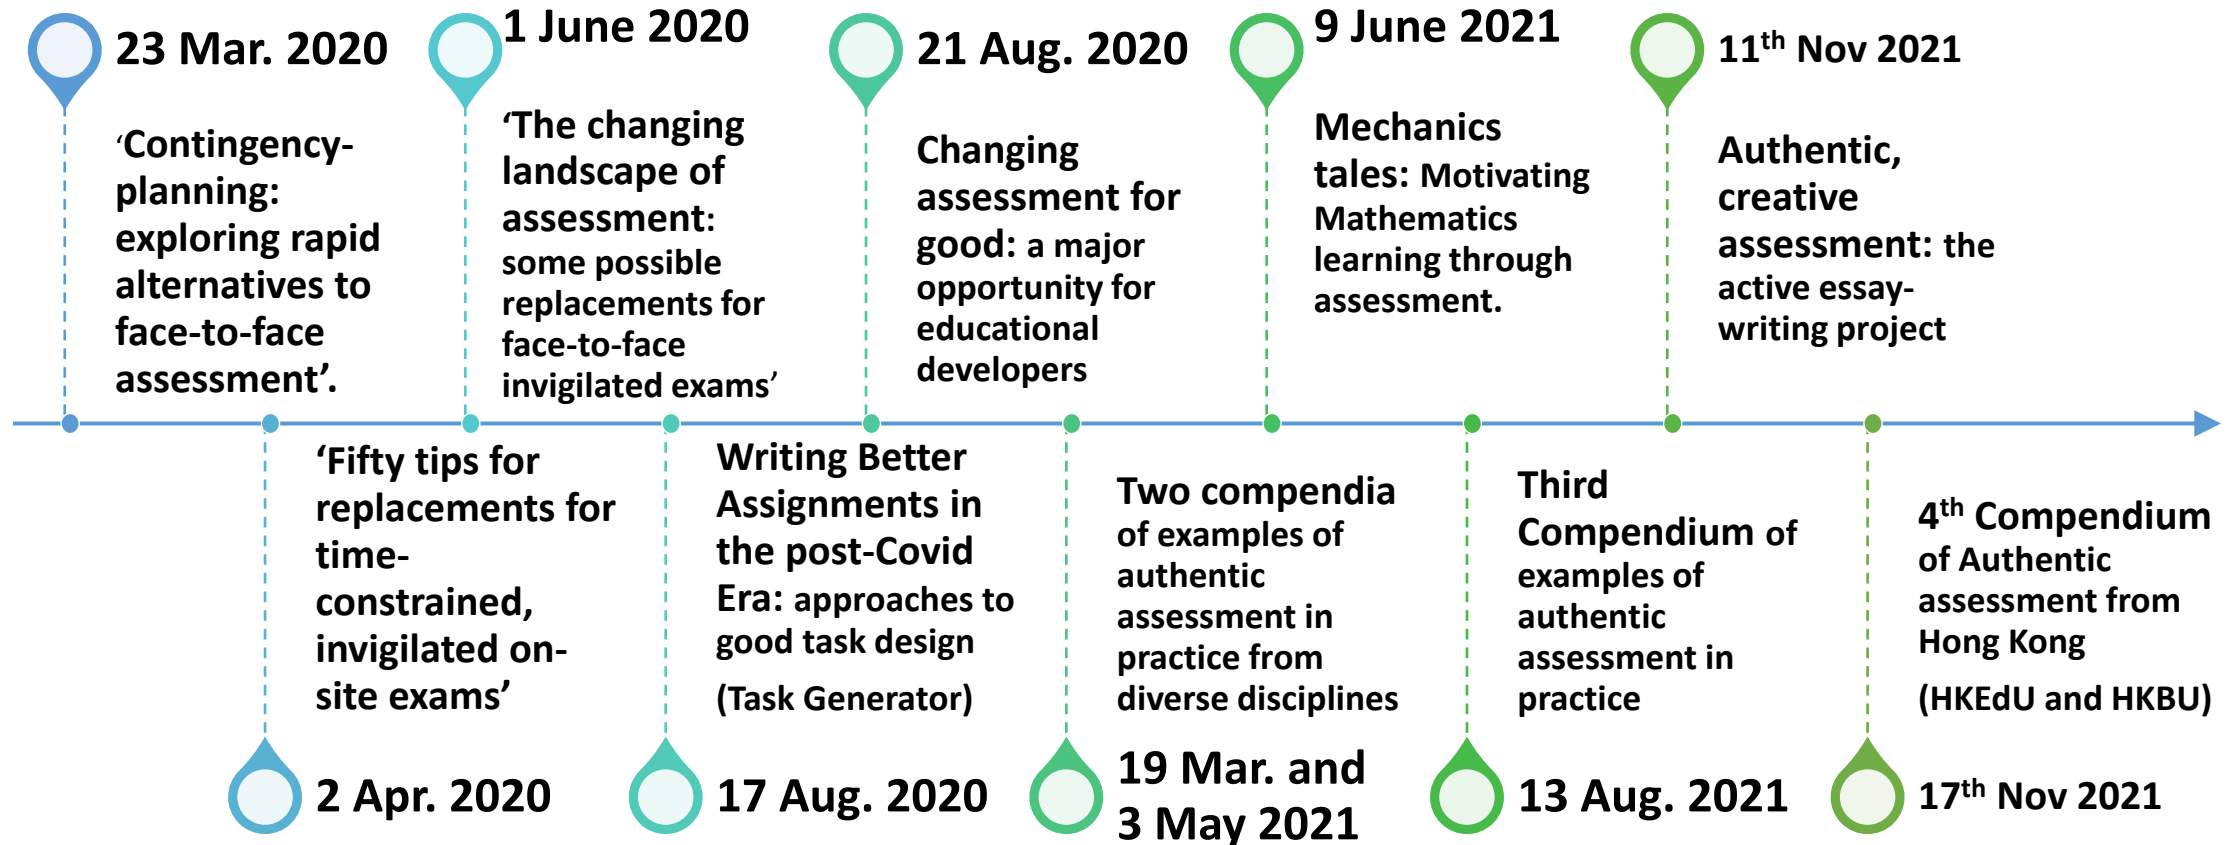 23 Mar. 2020
‘Contingency-
planning:
exploring rapid
alternatives to
face-to-face
assessment’.
‘Fifty tips for
replacements for
time-
constrained,
invigilated on-
site exams’
2 Apr. 2020
1 June 2020
‘The changing
landscape of
assessment:
some possible
replacements for
face-to-face
invigilated exams’
Writing Better
Assignments in
the post-Covid
Era: approaches to
good task design
(Task Generator)
17 Aug. 2020
21 Aug. 2020
Changing
assessment for
good: a major
opportunity for
educational
developers
Two compendia
of examples of
authentic
assessment in
practice from
diverse disciplines
19 Mar. and
3 May 2021
9 June 2021
Mechanics
tales: Motivating
Mathematics
learning through
assessment.
Third
Compendium of
examples of
authentic
assessment in
practice
13 Aug. 2021
11th Nov 2021
Authentic,
creative
assessment: the
active essay-
writing project
4th Compendium
of Authentic
assessment from
Hong Kong
(HKEdU and HKBU)
17th Nov 2021